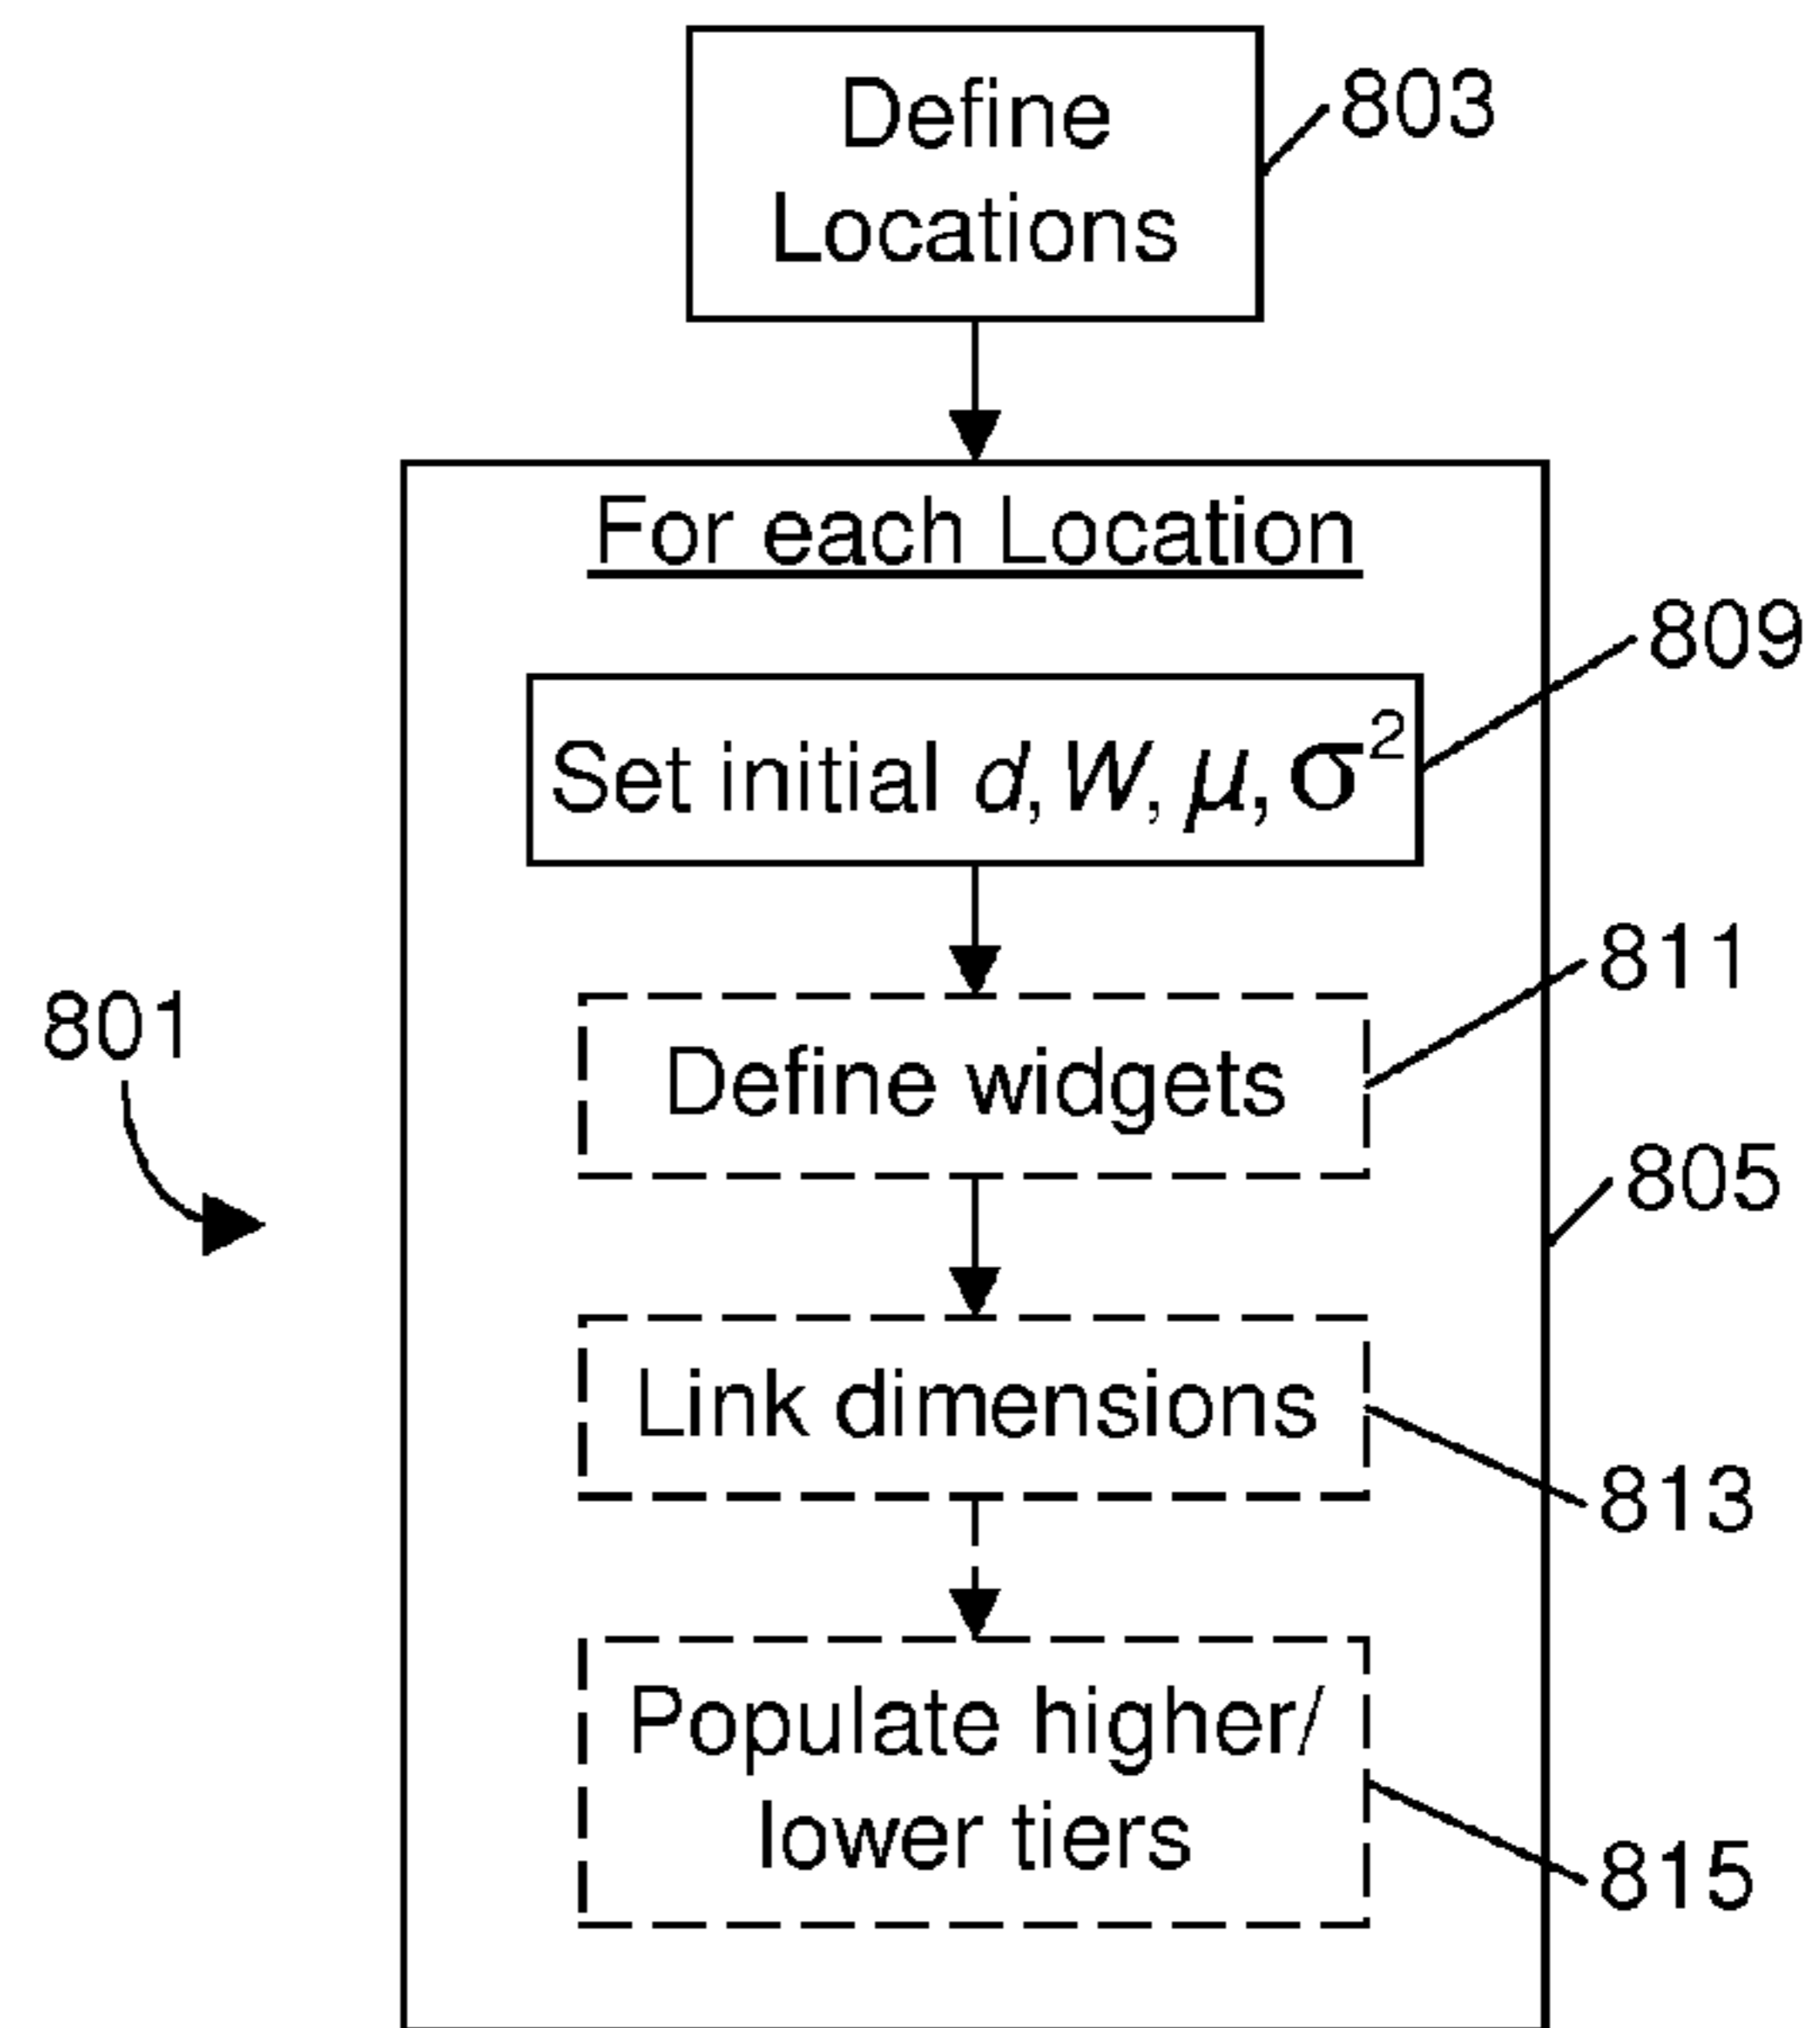 Define
Locations
803
For each Location
809
Set initial d, W, μ, σ²
811
Define widgets
801
805
Link dimensions
813
Populate higher/
lower tiers
815